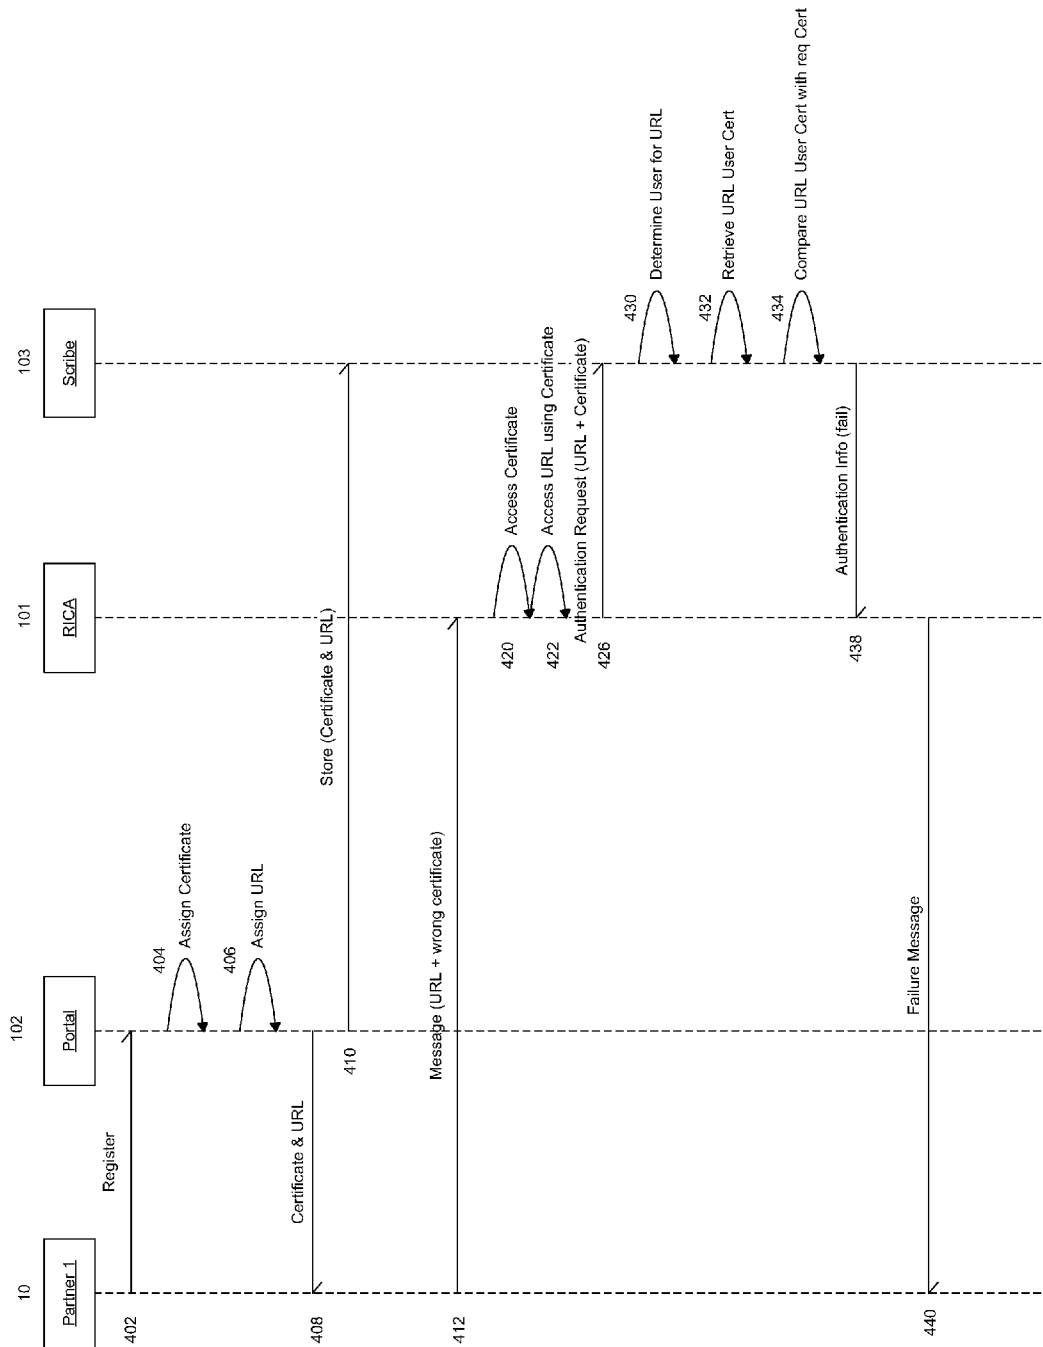 10
Partner 1
102
Portal
101
RICA
103
Scribe
402
Register
404
Assign Certificate
406
Assign URL
408
Certificate & URL
410
Store (Certificate & URL)
412
Message (URL + wrong certificate)
420
Access Certificate
422
Access URL using Certificate
426
Authentication Request (URL + Certificate)
430
Determine User for URL
432
Retrieve URL User Cert
434
Compare URL User Cert with req Cert
438
Authentication Info (fail)
440
Failure Message